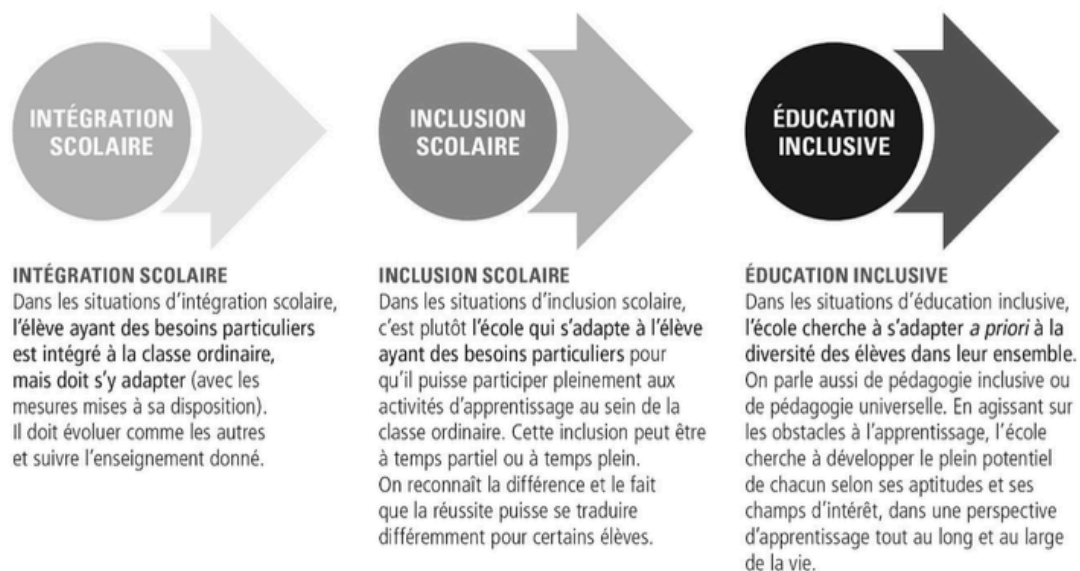 INTÉGRATION
SCOLAIRE
INTÉGRATION SCOLAIRE
Dans les situations d'intégration scolaire,
l'élève ayant des besoins particuliers
est intégré à la classe ordinaire,
mais doit s'y adapter (avec les
mesures mises à sa disposition).
Il doit évoluer comme les autres
et suivre l'enseignement donné.
INCLUSION
SCOLAIRE
INCLUSION SCOLAIRE
Dans les situations d'inclusion scolaire,
c'est plutôt l'école qui s'adapte à l'élève
ayant des besoins particuliers pour
qu'il puisse participer pleinement aux
activités d'apprentissage au sein de la
classe ordinaire. Cette inclusion peut être
à temps partiel ou à temps plein.
On reconnaît la différence et le fait
que la réussite puisse se traduire
différemment pour certains élèves.
ÉDUCATION
INCLUSIVE
ÉDUCATION INCLUSIVE
Dans les situations d'éducation inclusive,
l'école cherche à s'adapter a priori à la
diversité des élèves dans leur ensemble.
On parle aussi de pédagogie inclusive ou
de pédagogie universelle. En agissant sur
les obstacles à l'apprentissage, l'école
cherche à développer le plein potentiel
de chacun selon ses aptitudes et ses
champs d'intérêt, dans une perspective
d'apprentissage tout au long et au large
de la vie.